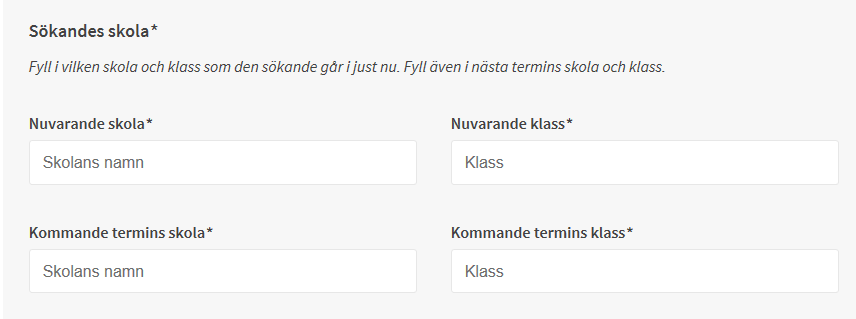 Sökandes skola*
Fyll i vilken skola och klass som den sökande går i just nu. Fyll även i nästa termins skola och klass.
Nuvarande skola* Nuvarande klass*
Skolans namn Klass
Kommande termins skola* Kommande termins klass*
Skolans namn Klass